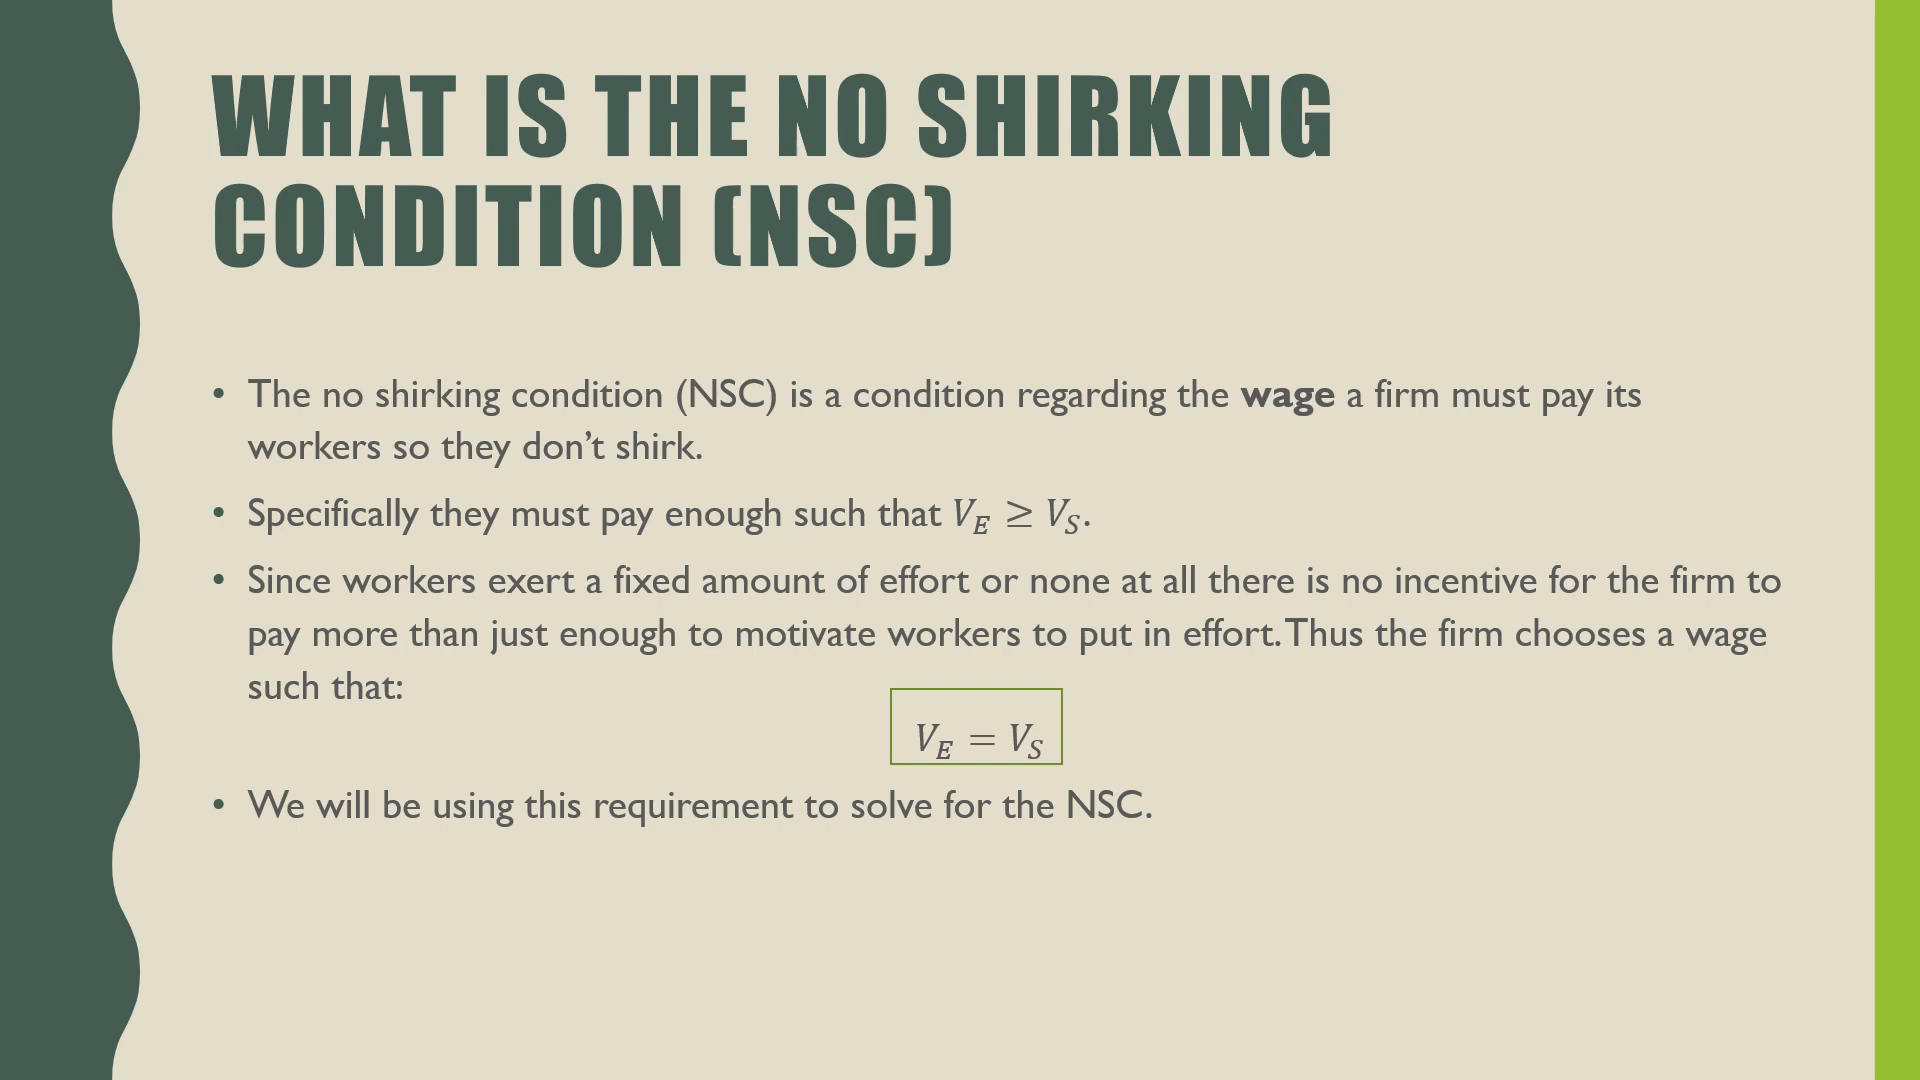 WHAT IS THE NO SHIRKING
CONDITION (NSC)
• The no shirking condition (NSC) is a condition regarding the wage a firm must pay its
workers so they don’t shirk.
• Specifically they must pay enough such that V_E ≥ V_S.
• Since workers exert a fixed amount of effort or none at all there is no incentive for the firm to
pay more than just enough to motivate workers to put in effort. Thus the firm chooses a wage
such that:
V_E = V_S
• We will be using this requirement to solve for the NSC.